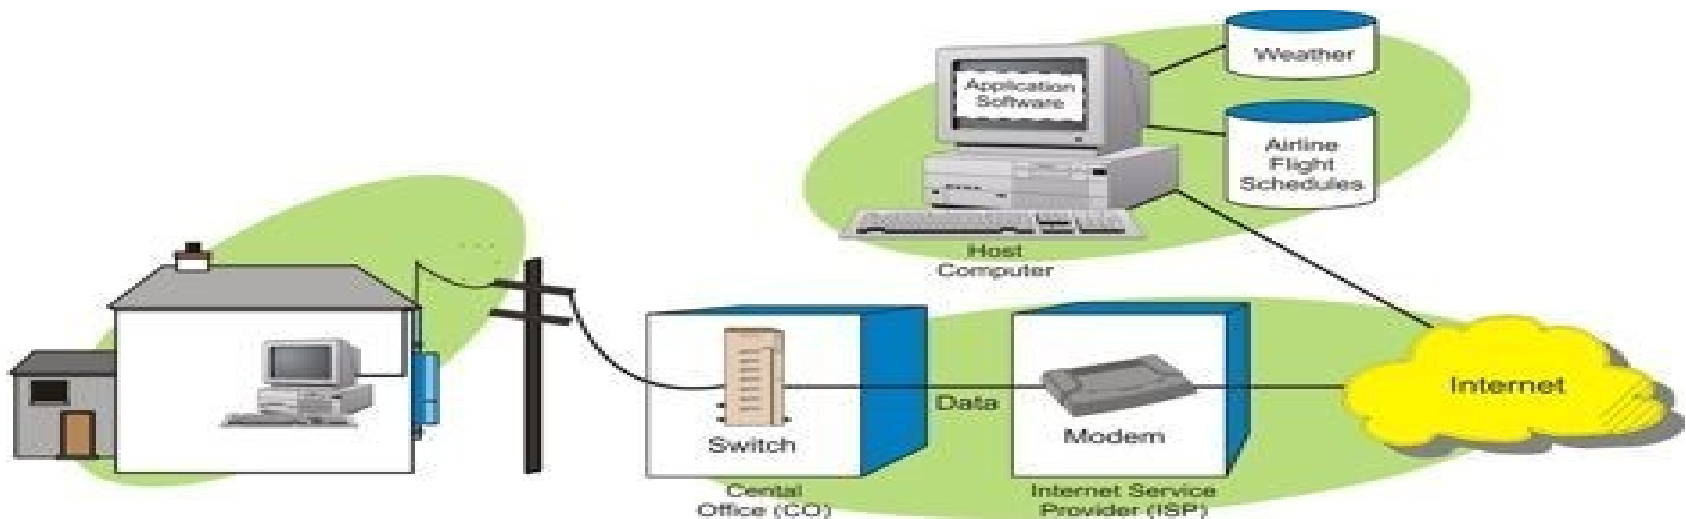 Weather
Application
Software
Airline
Flight
Schedules
Host
Computer
Internet
Data
Switch
Modem
Cental
Office (CO)
Internet Service
Provider (ISP)